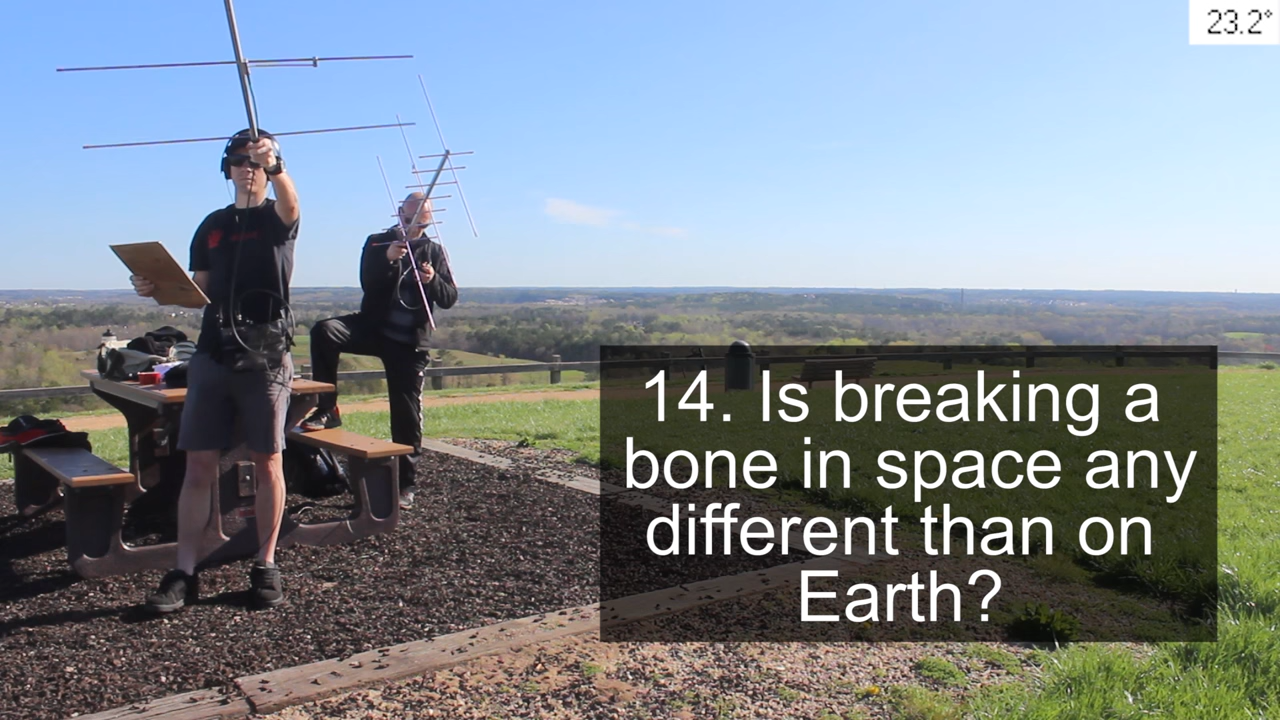 23.2°
14. Is breaking a
bone in space any
different than on
Earth?